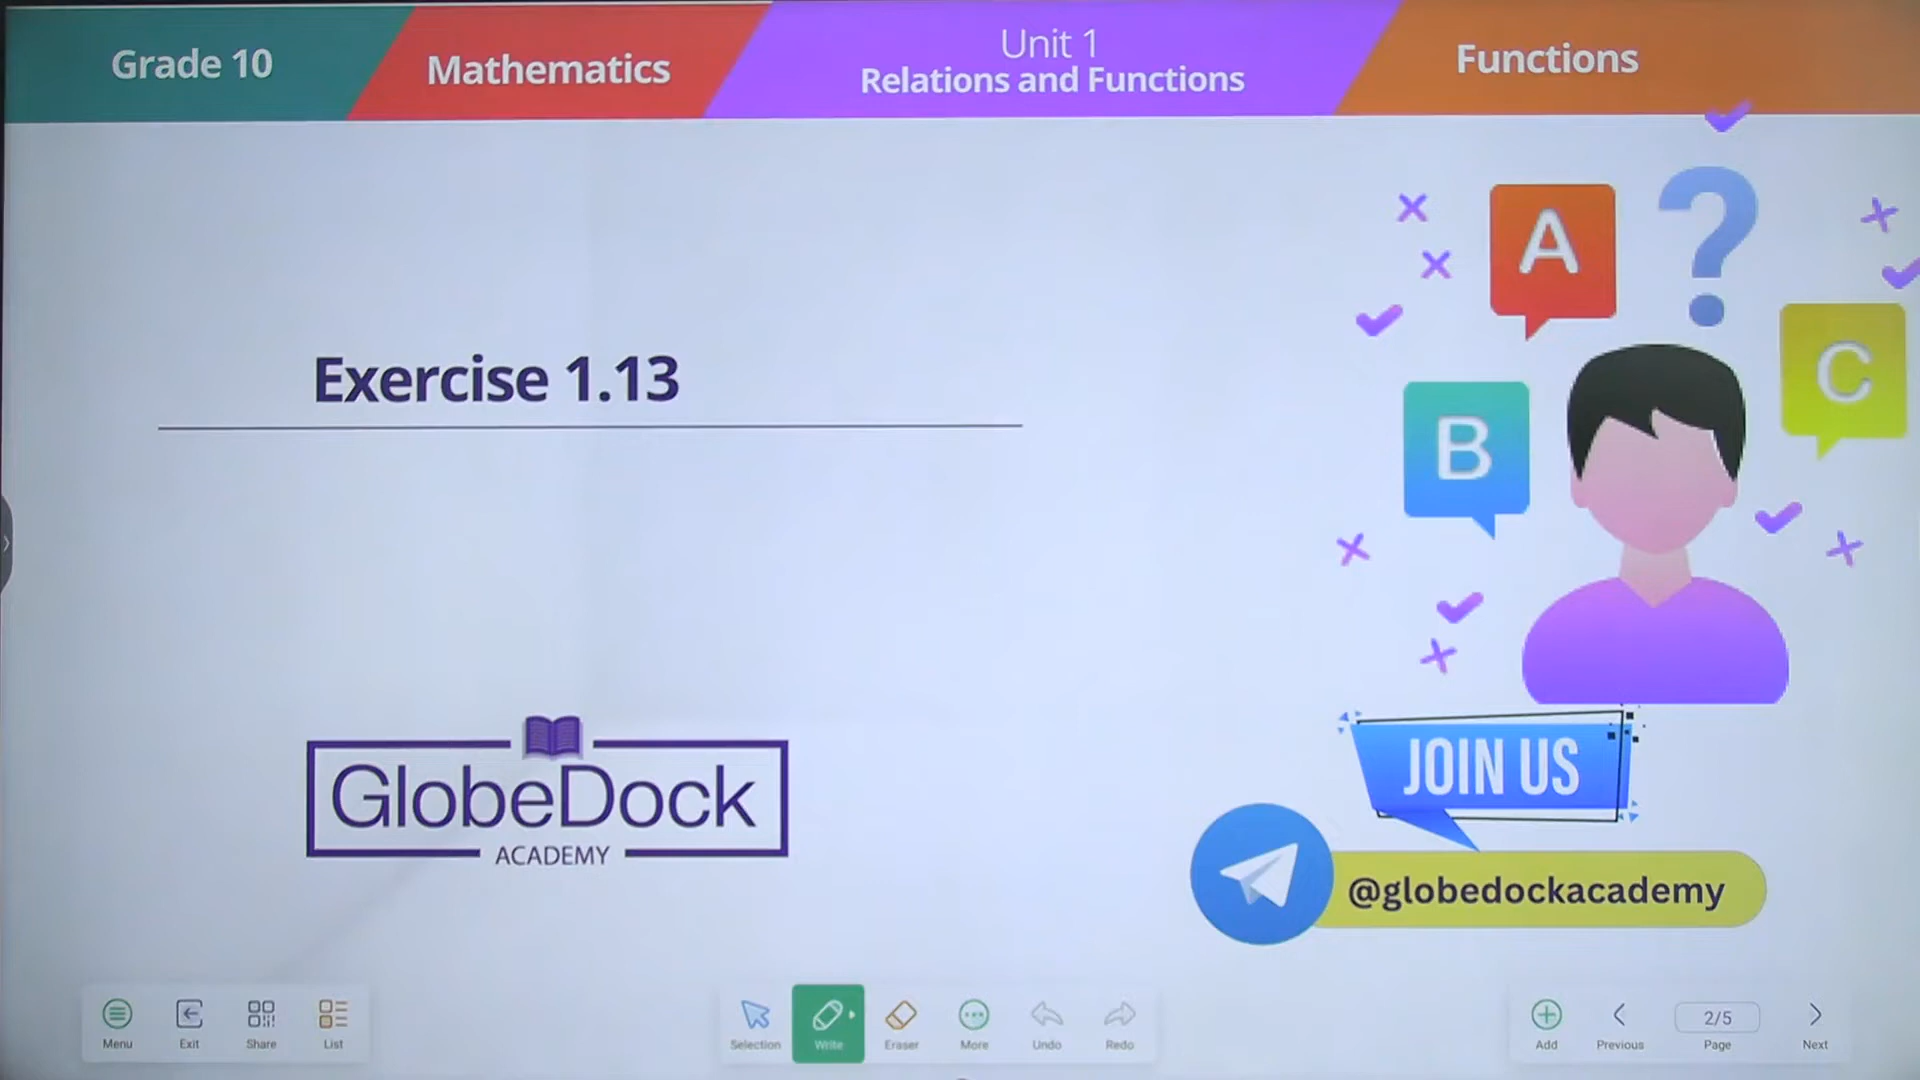 Grade 10
Mathematics
Unit 1
Relations and Functions
Functions
A
?
B
C
Exercise 1.13
GlobeDock
ACADEMY
JOIN US
@globedockacademy
Menu
Exit
Share
List
Selection
Write
Eraser
More
Undo
Redo
Add
Previous
2/5
Page
Next